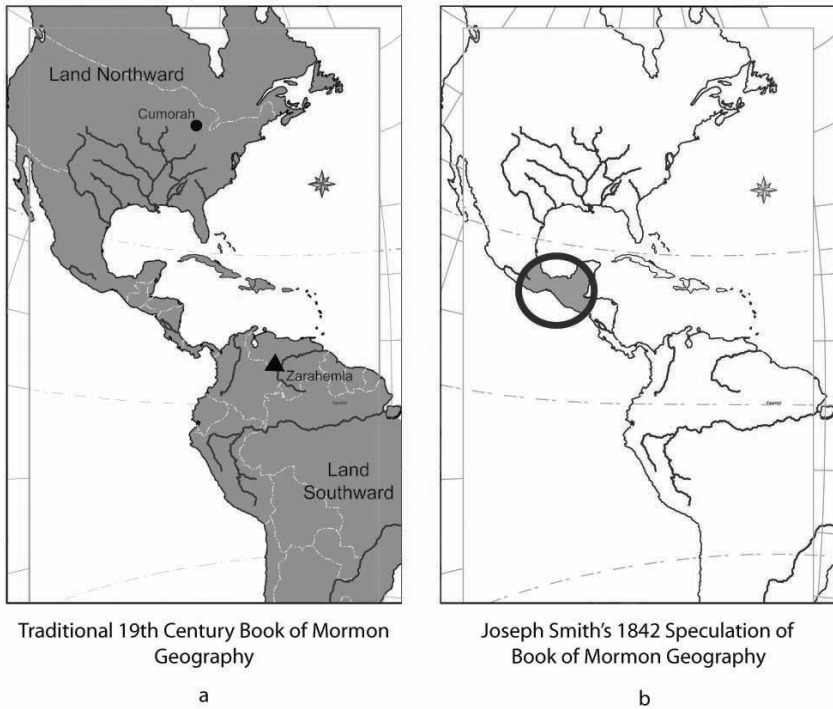 Land Northward
Cumorah
Zarahemla
Land
Southward
Traditional 19th Century Book of Mormon
Geography
a
Joseph Smith's 1842 Speculation of
Book of Mormon Geography
b